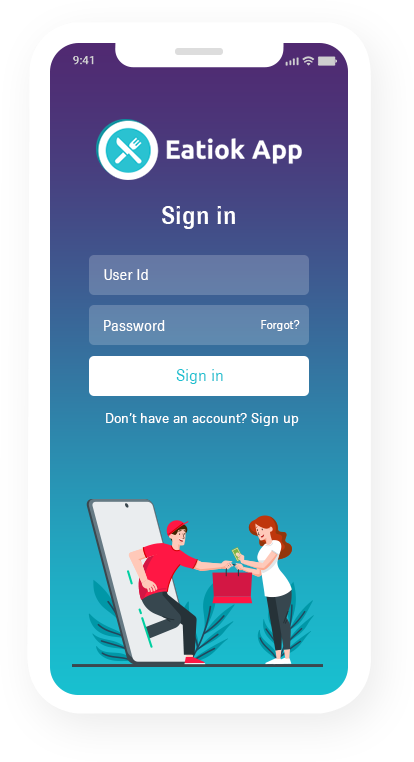 9:41
Eatiok App
Sign in
User Id
Password Forgot?
Sign in
Don't have an account? Sign up